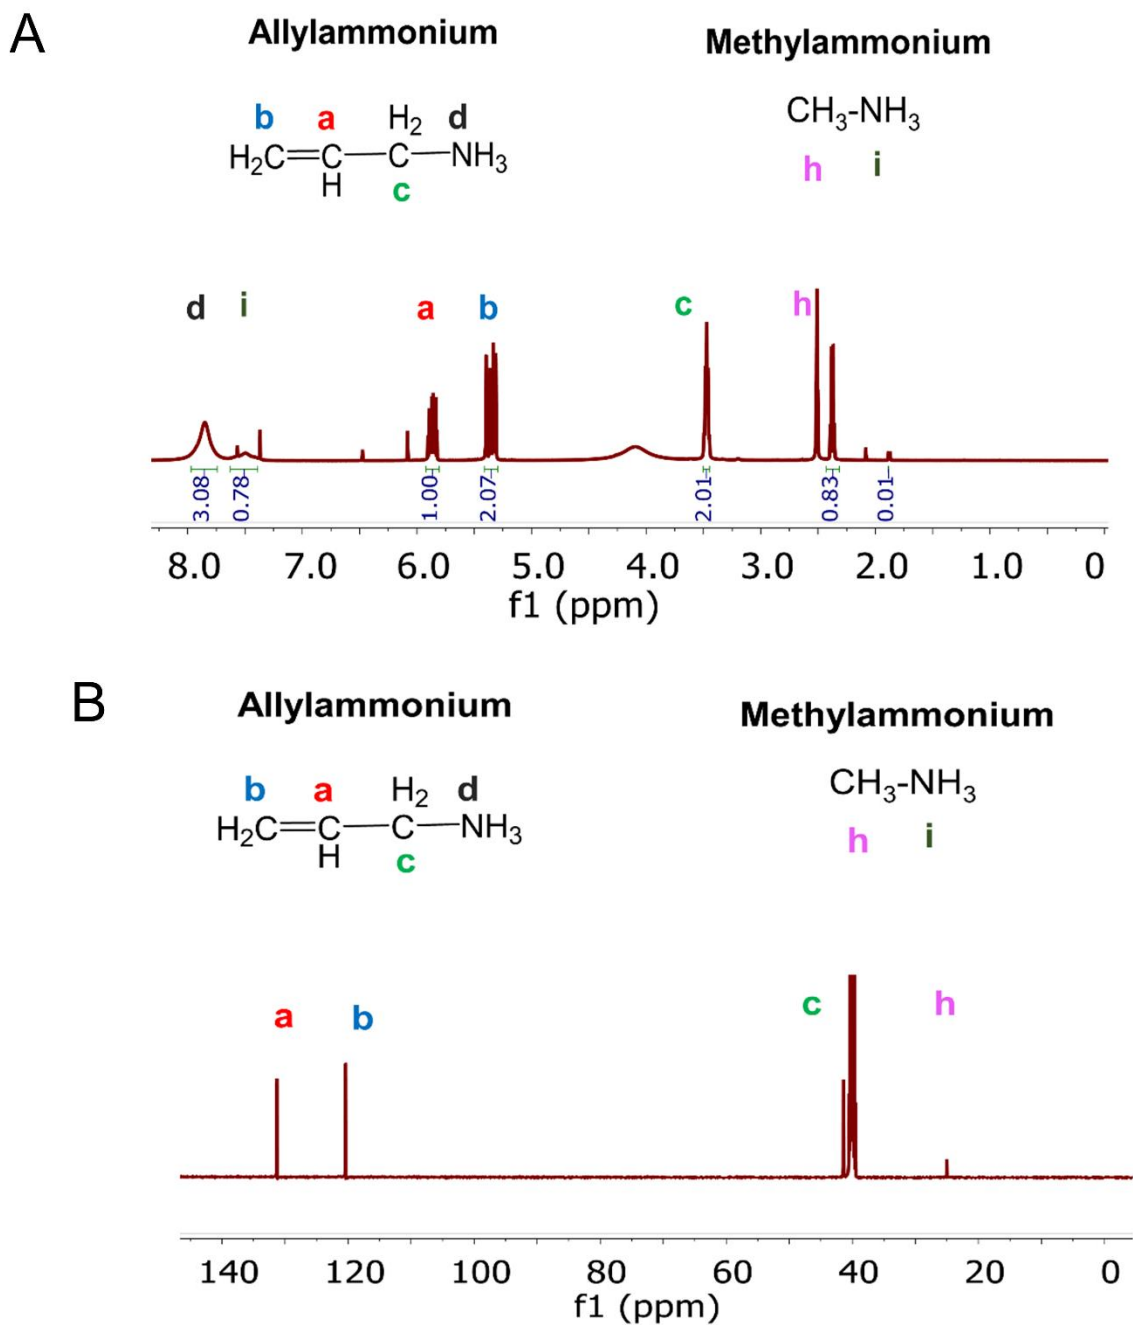 A
Allylammonium
Methylammonium
b a H₂ d
H₂C=C—C—NH₃
H
c
CH₃-NH₃
h i
d i a b c h
3.08
0.78
1.00
2.07
2.01
0.83
0.01
8.0 7.0 6.0 5.0 4.0 3.0 2.0 1.0 0
f1 (ppm)
B
Allylammonium
Methylammonium
b a H₂ d
H₂C=C—C—NH₃
H
c
CH₃-NH₃
h i
a b c h
140 120 100 80 60 40 20 0
f1 (ppm)